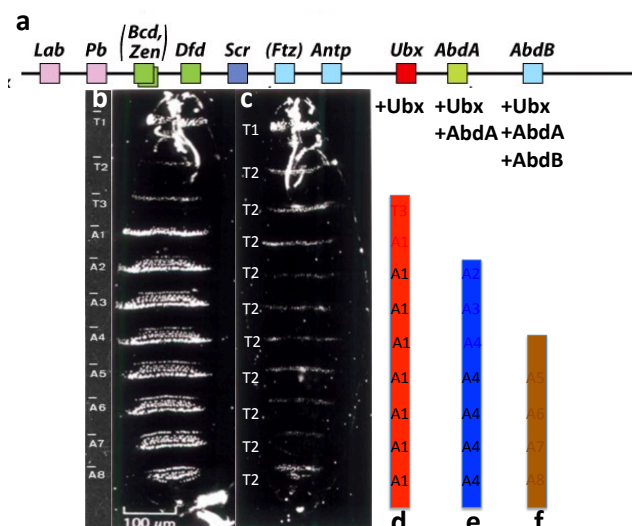 a
Lab Pb (Bcd, Zen) Dfd Scr (Ftz) Antp Ubx AbdA AbdB
+Ubx +Ubx +Ubx
+AbdA +AbdA
+AbdB
b c
T1 T1
T2 T2
T3 T2 T3
A1 T2 A1
A2 T2 A1 A2
A3 T2 A1 A3
A4 T2 A1 A4
A5 T2 A1 A4 A5
A6 T2 A1 A4 A6
A7 T2 A1 A4 A7
A8 T2 A1 A4 A8
100 µm
d e f